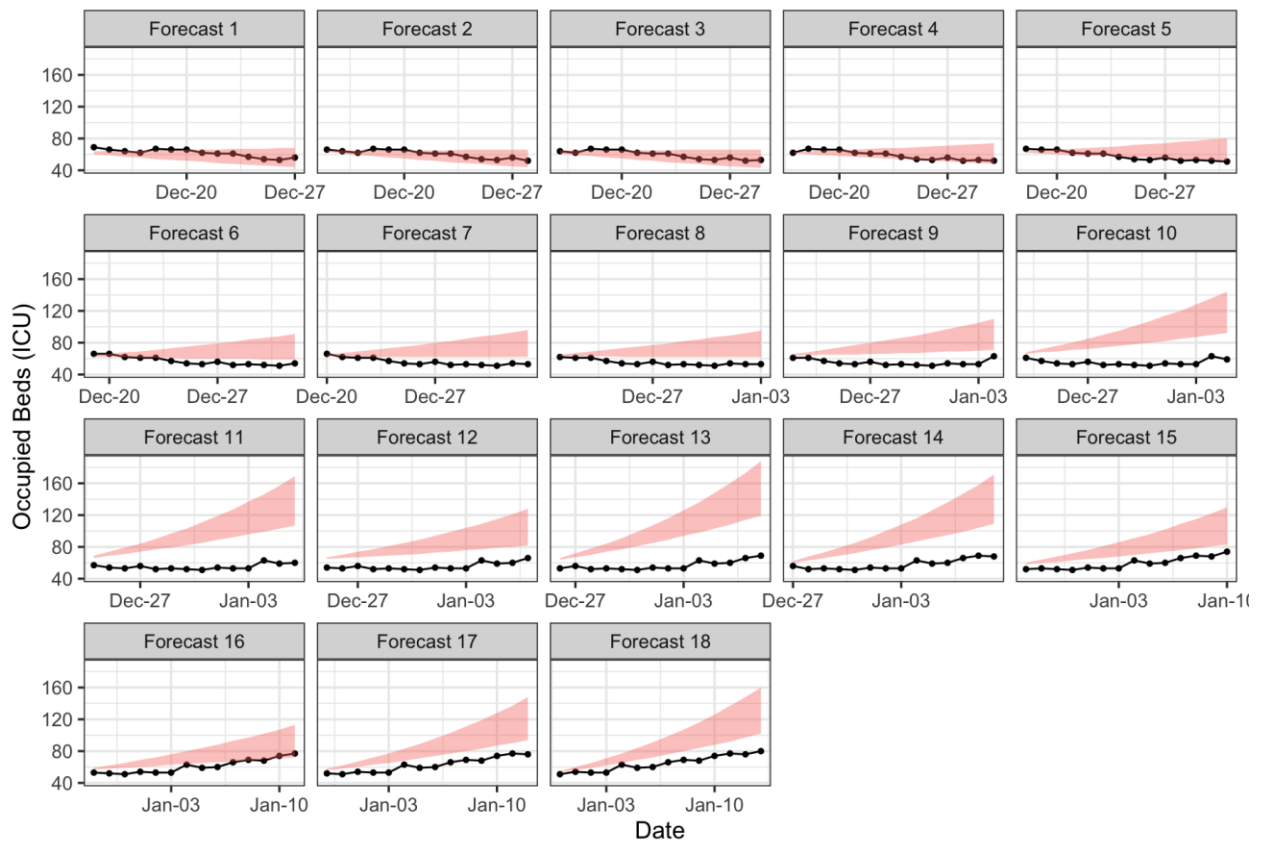 Forecast 1 Forecast 2 Forecast 3 Forecast 4 Forecast 5
160
120
80
40
Dec-20 Dec-27 Dec-20 Dec-27 Dec-20 Dec-27 Dec-20 Dec-27 Dec-20 Dec-27
Forecast 6 Forecast 7 Forecast 8 Forecast 9 Forecast 10
160
120
80
40
Dec-20 Dec-27 Dec-20 Dec-27 Dec-27 Jan-03 Dec-27 Jan-03 Dec-27 Jan-03
Occupied Beds (ICU)
Forecast 11 Forecast 12 Forecast 13 Forecast 14 Forecast 15
160
120
80
40
Dec-27 Jan-03 Dec-27 Jan-03 Dec-27 Jan-03 Dec-27 Jan-03 Jan-03 Jan-10
Forecast 16 Forecast 17 Forecast 18
160
120
80
40
Jan-03 Jan-10 Jan-03 Jan-10 Jan-03 Jan-10
Date